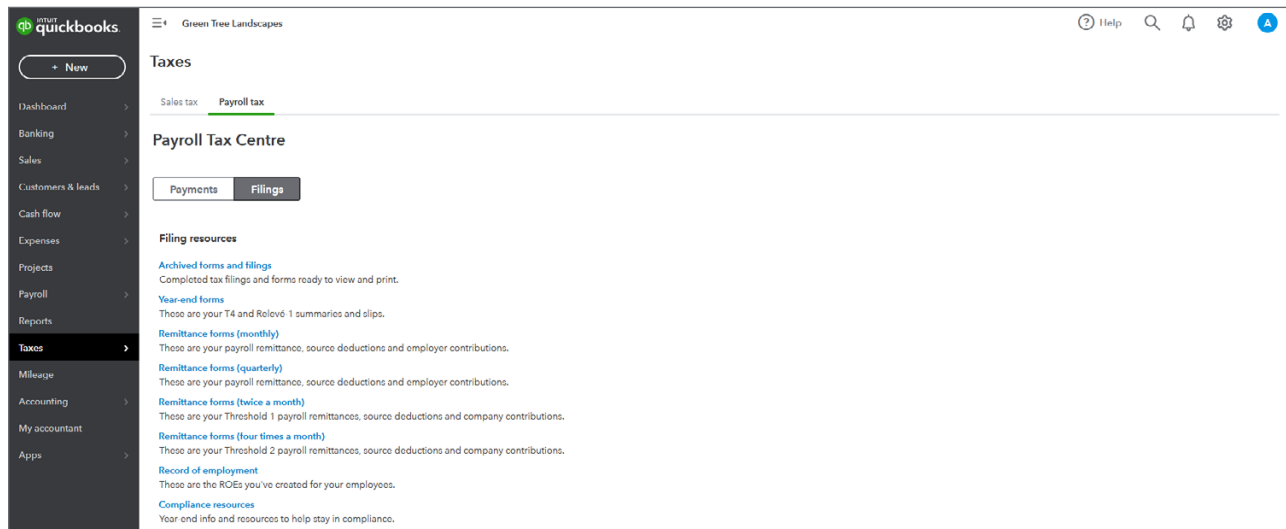 INTUIT
qb quickbooks.
Green Tree Landscapes
Help
A
+ New
Dashboard
Banking
Sales
Customers & leads
Cash flow
Expenses
Projects
Payroll
Reports
Taxes
Mileage
Accounting
My accountant
Apps
Taxes
Sales tax Payroll tax
Payroll Tax Centre
Payments Filings
Filing resources
Archived forms and filings
Completed tax filings and forms ready to view and print.
Year-end forms
These are your T4 and Relevé-1 summaries and slips.
Remittance forms (monthly)
These are your payroll remittance, source deductions and employer contributions.
Remittance forms (quarterly)
These are your payroll remittance, source deductions and employer contributions.
Remittance forms (twice a month)
These are your Threshold 1 payroll remittances, source deductions and company contributions.
Remittance forms (four times a month)
These are your Threshold 2 payroll remittances, source deductions and company contributions.
Record of employment
These are the ROEs you've created for your employees.
Compliance resources
Year-end info and resources to help stay in compliance.